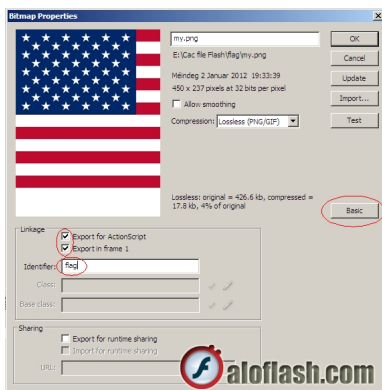 Bitmap Properties
my.png
OK
E:\Cac file Flash\flag\my.png
Cancel
Méindeg 2 Januar 2012 19:33:39
Update
450 x 237 pixels at 32 bits per pixel
Import...
Allow smoothing
Compression: Lossless (PNG/GIF)
Test
Lossless: original = 426.6 kb, compressed =
17.8 kb, 4% of original
Basic
Linkage
Export for ActionScript
Export in frame 1
Identifier: flag
Class:
Base class:
Sharing
Export for runtime sharing
Import for runtime sharing
URL:
aloflash.com